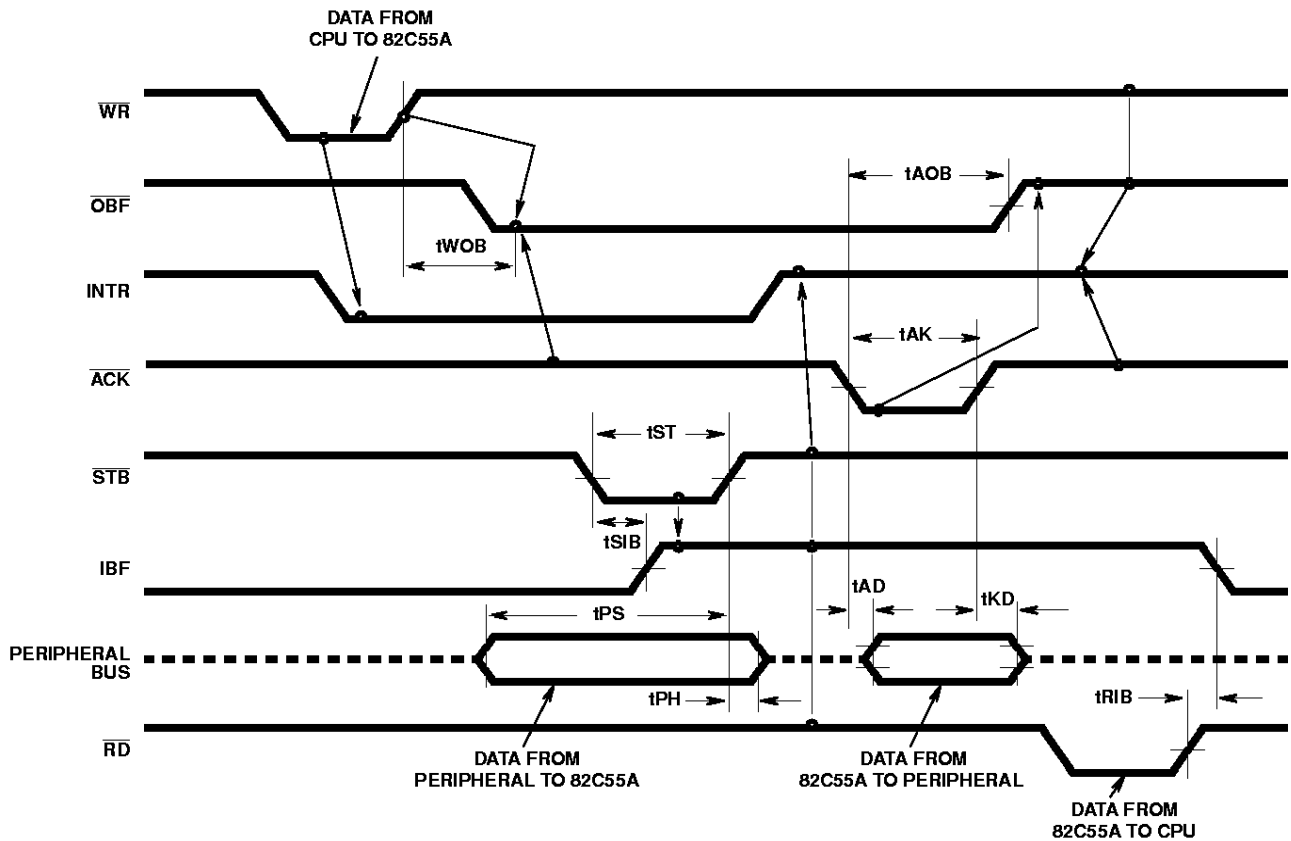 DATA FROM
CPU TO 82C55A
WR
tAOB
OBF
tWOB
INTR
tAK
ACK
tST
STB
tSIB
IBF
tAD
tKD
tPS
PERIPHERAL
BUS
tPH
tRIB
RD
DATA FROM
PERIPHERAL TO 82C55A
DATA FROM
82C55A TO PERIPHERAL
DATA FROM
82C55A TO CPU